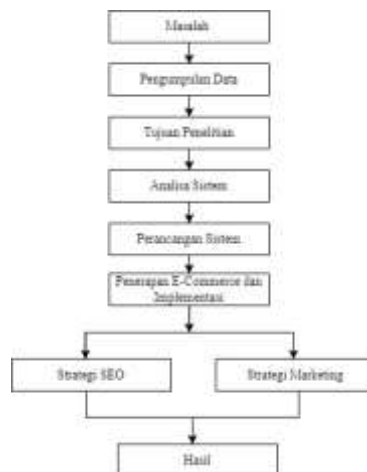 Masalah
Pengumpulan Data
Tujuan Penelitian
Analisa Sistem
Perancangan Sistem
Penerapan E-Commerce dan
Implementasi
Strategi SEO
Strategi Marketing
Hasil